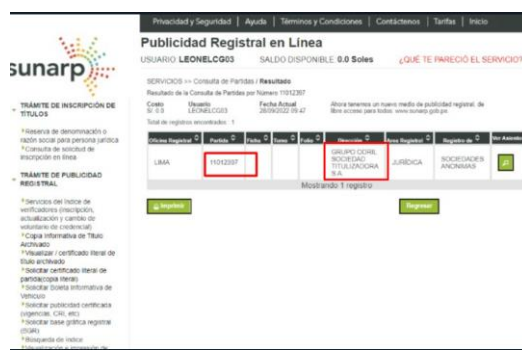 Privacidad y Seguridad | Ayuda | Términos y Condiciones | Contáctenos | Tarifas | Inicio
sunarp
Publicidad Registral en Línea
USUARIO: LEONELCG03 SALDO DISPONIBLE: 0.0 Soles ¿QUÉ TE PARECIÓ EL SERVICIO?
SERVICIOS >> Consulta de Partidas / Resultado
Resultado de la Consulta de Partidas por Número 11012397
Costo Usuario Fecha Actual Ahora tenemos un nuevo medio de publicidad registral, de
S/. 0.0 LEONELCG03 28/09/2022 09:47 libre acceso para todos: www.sunarp.gob.pe
Total de registros encontrados : 1
Oficina Registral Partida Ficha Tomo Folio Dirección Área Registral Registro de Ver Asientos
LIMA 11012397 GRUPO CORIL SOCIEDAD TITULIZADORA S.A. JURÍDICA SOCIEDADES ANONIMAS
Mostrando 1 registro
Imprimir Regresar
TRÁMITE DE INSCRIPCIÓN DE
TÍTULOS
Reserva de denominación o
razón social para persona jurídica
Consulta de solicitud de
inscripción en línea
TRÁMITE DE PUBLICIDAD
REGISTRAL
Servicios del Índice de
verificadores (inscripción,
actualización y cambio de
voluntario de credencial)
Copia Informativa de Título
Archivado
Visualizar / certificado literal de
título archivado
Solicitar certificado literal de
partida(copia literal)
Solicitar Boleta Informativa de
Vehículo
Solicitar publicidad certificada
(vigencias, CRI, etc)
Solicitar base gráfica registral
(BGR)
Búsqueda de Índice
Visualización e impresión de